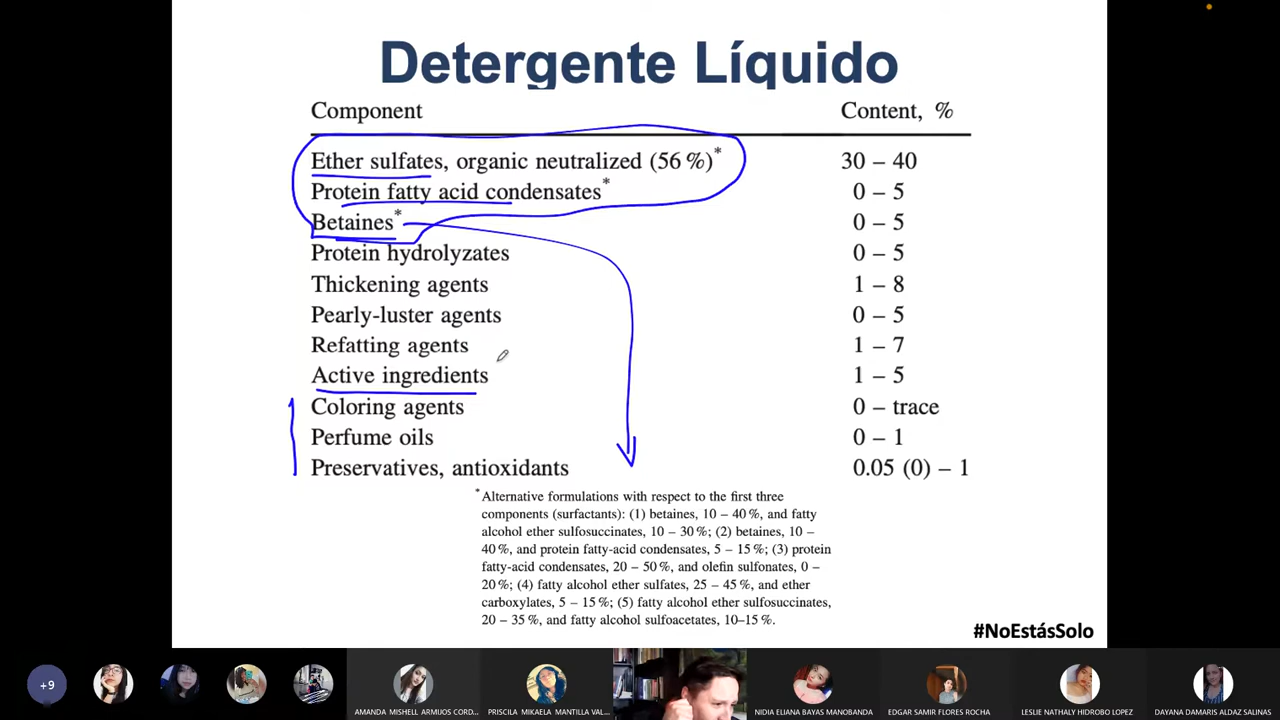 Detergente Líquido
Component Content, %
Ether sulfates, organic neutralized (56 %)* 30 – 40
Protein fatty acid condensates* 0 – 5
Betaines* 0 – 5
Protein hydrolyzates 0 – 5
Thickening agents 1 – 8
Pearly-luster agents 0 – 5
Refatting agents 1 – 7
Active ingredients 1 – 5
Coloring agents 0 – trace
Perfume oils 0 – 1
Preservatives, antioxidants 0.05 (0) – 1
* Alternative formulations with respect to the first three
components (surfactants): (1) betaines, 10 – 40 %, and fatty
alcohol ether sulfosuccinates, 10 – 30 %; (2) betaines, 10 –
40 %, and protein fatty-acid condensates, 5 – 15 %; (3) protein
fatty-acid condensates, 20 – 50 %, and olefin sulfonates, 0 –
20 %; (4) fatty alcohol ether sulfates, 25 – 45 %, and ether
carboxylates, 5 – 15 %; (5) fatty alcohol ether sulfosuccinates,
20 – 35 %, and fatty alcohol sulfoacetates, 10–15 %.
#NoEstásSolo
+9
AMANDA MISHELL ARMIJOS CORD...
PRISCILA MIKAELA MANTILLA VAL...
NIDIA ELIANA BAYAS MANOBANDA
EDGAR SAMIR FLORES ROCHA
LESLIE NATHALY HIDROBO LOPEZ
DAYANA DAMARIS ALDAZ SALINAS